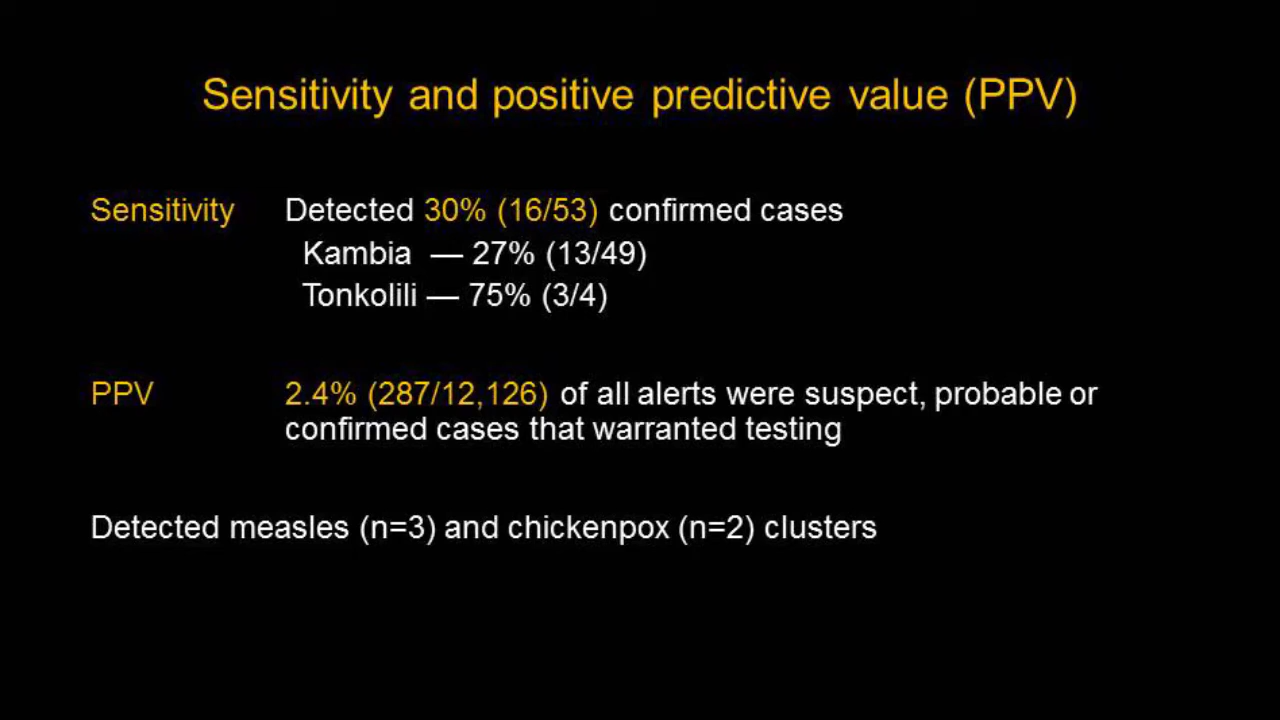 Sensitivity and positive predictive value (PPV)
Sensitivity Detected 30% (16/53) confirmed cases
Kambia — 27% (13/49)
Tonkolili — 75% (3/4)
PPV 2.4% (287/12,126) of all alerts were suspect, probable or
confirmed cases that warranted testing
Detected measles (n=3) and chickenpox (n=2) clusters